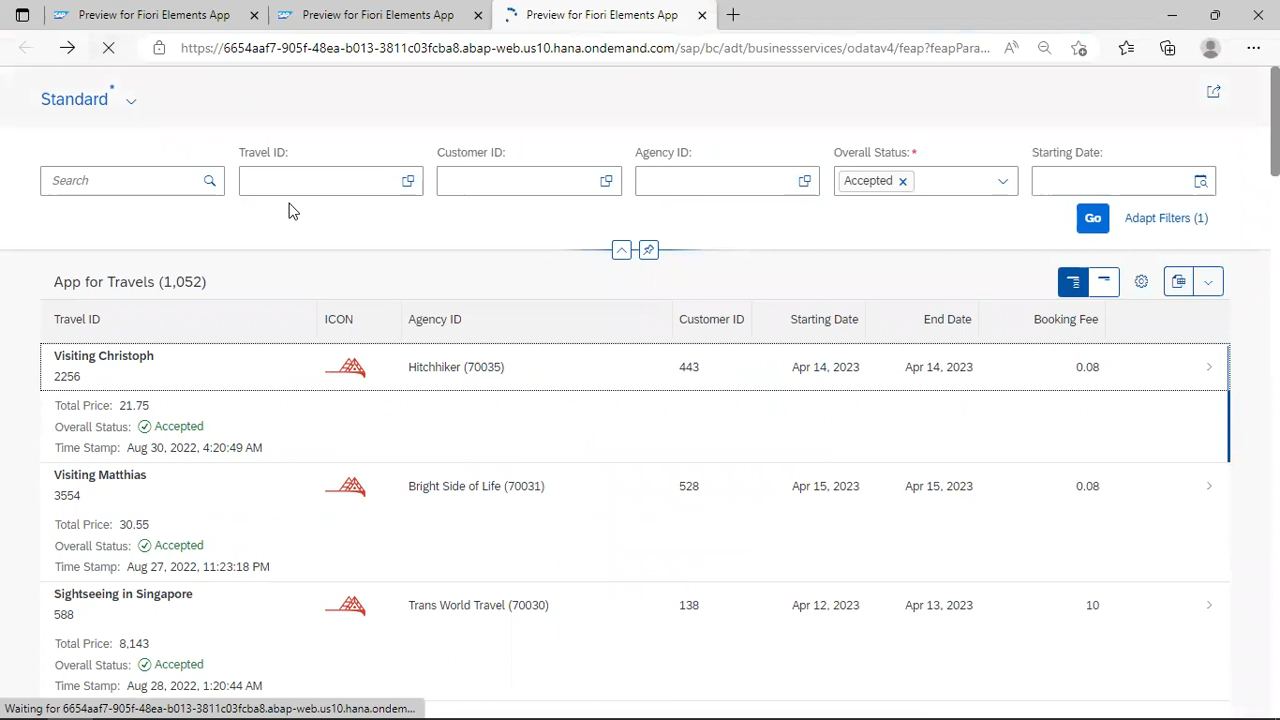 SAP Preview for Fiori Elements App
SAP Preview for Fiori Elements App
Preview for Fiori Elements App
https://6654aaf7-905f-48ea-b013-3811c03fcba8.abap-web.us10.hana.ondemand.com/sap/bc/adt/businessservices/odatav4/feap?feapPara...
Standard*
Travel ID: Customer ID: Agency ID: Overall Status:* Starting Date:
Search Accepted
Go Adapt Filters (1)
App for Travels (1,052)
Travel ID ICON Agency ID Customer ID Starting Date End Date Booking Fee
Visiting Christoph
2256 Hitchhiker (70035) 443 Apr 14, 2023 Apr 14, 2023 0.08
Total Price: 21.75
Overall Status: Accepted
Time Stamp: Aug 30, 2022, 4:20:49 AM
Visiting Matthias
3554 Bright Side of Life (70031) 528 Apr 15, 2023 Apr 15, 2023 0.08
Total Price: 30.55
Overall Status: Accepted
Time Stamp: Aug 27, 2022, 11:23:18 PM
Sightseeing in Singapore
588 Trans World Travel (70030) 138 Apr 12, 2023 Apr 13, 2023 10
Total Price: 8,143
Overall Status: Accepted
Time Stamp: Aug 28, 2022, 1:20:44 AM
Waiting for 6654aaf7-905f-48ea-b013-3811c03fcba8.abap-web.us10.hana.ondem...